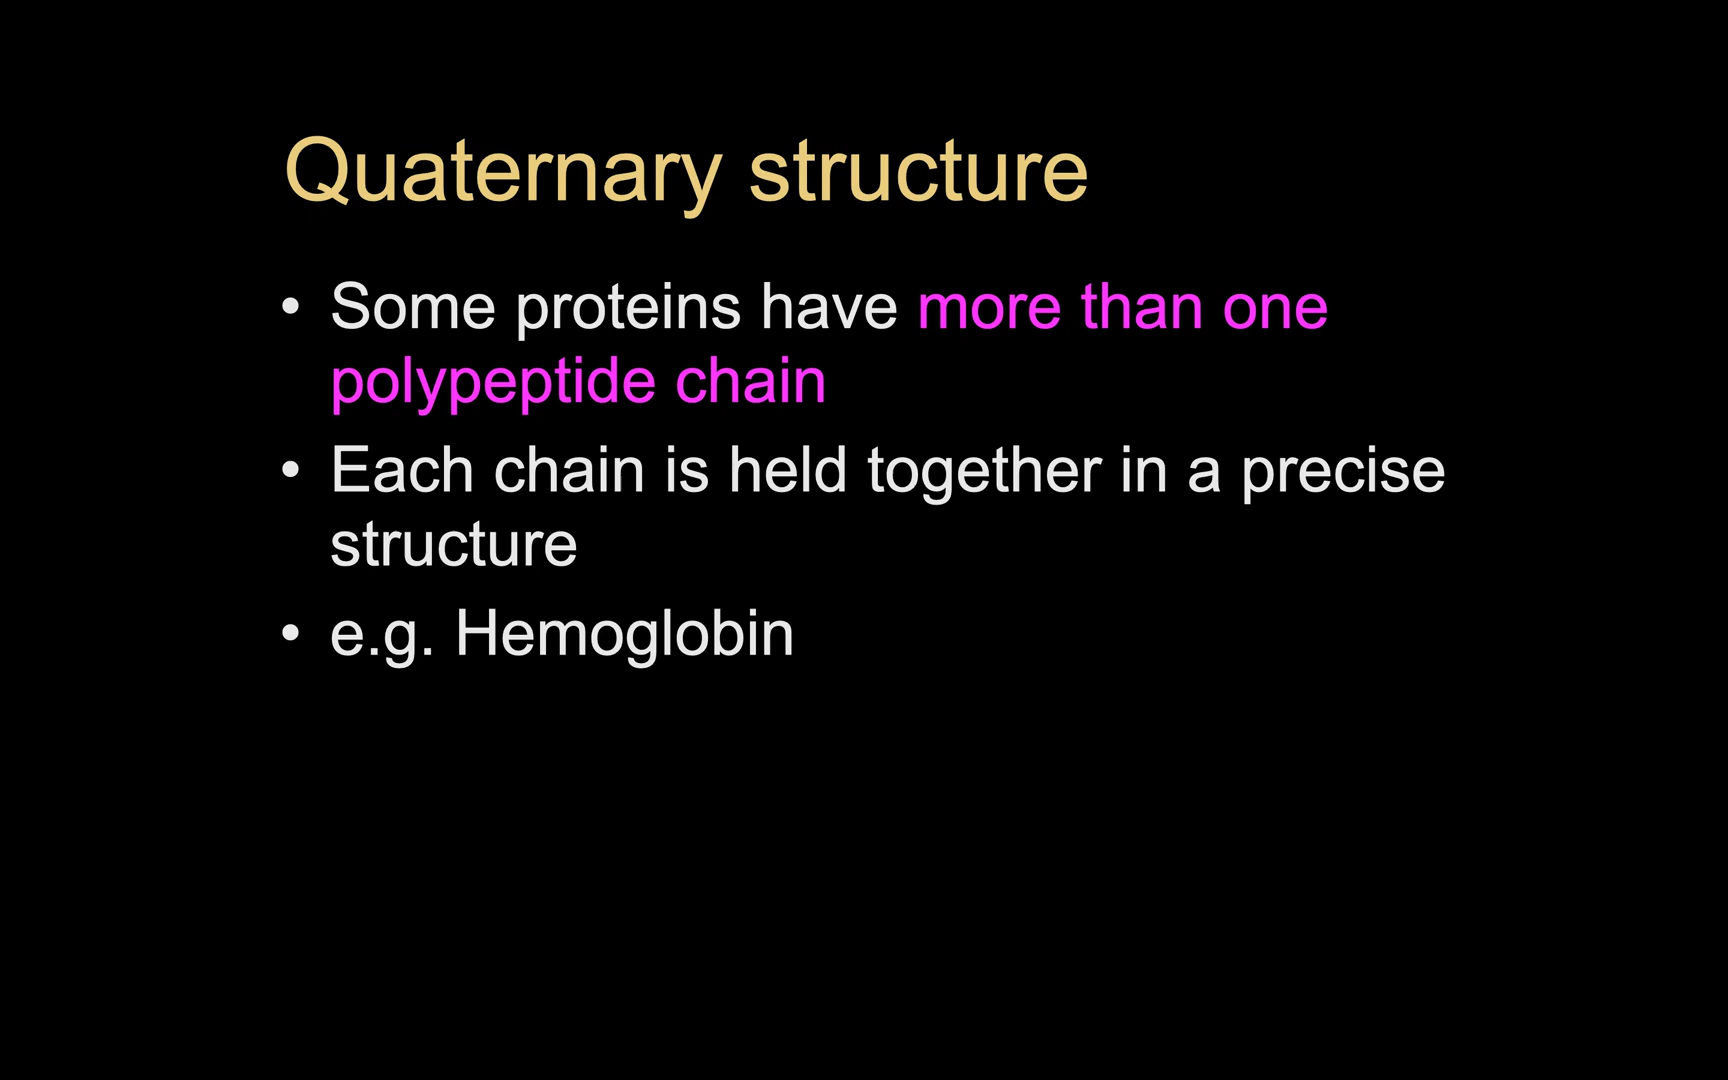 Quaternary structure
• Some proteins have more than one
polypeptide chain
• Each chain is held together in a precise
structure
• e.g. Hemoglobin